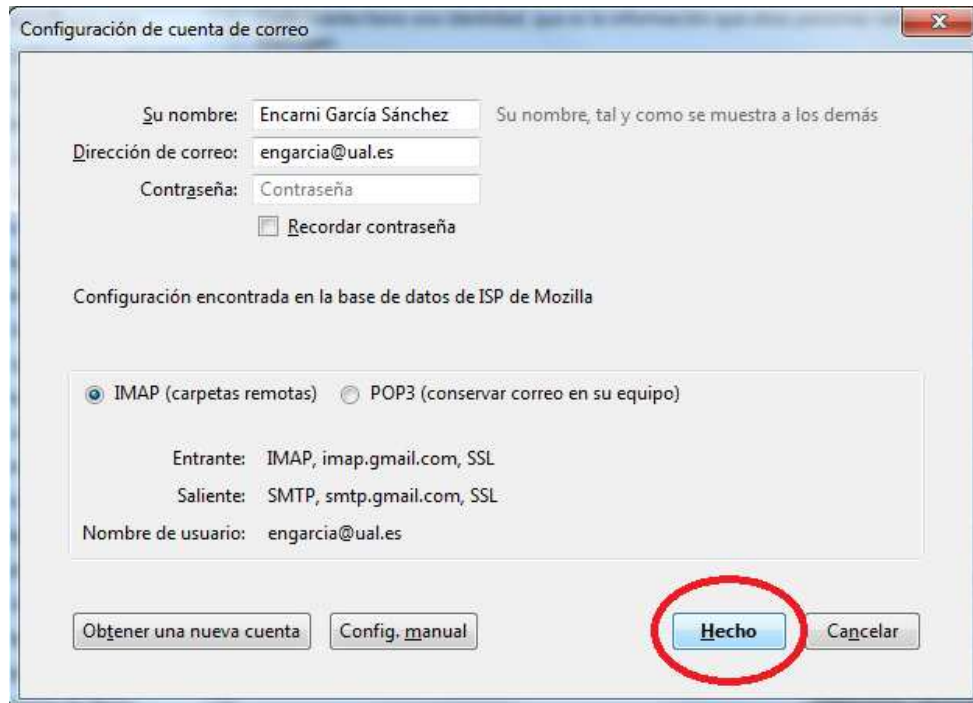 Configuración de cuenta de correo
Su nombre: Encarni García Sánchez Su nombre, tal y como se muestra a los demás
Dirección de correo: engarcia@ual.es
Contraseña: Contraseña
Recordar contraseña
Configuración encontrada en la base de datos de ISP de Mozilla
IMAP (carpetas remotas) POP3 (conservar correo en su equipo)
Entrante: IMAP, imap.gmail.com, SSL
Saliente: SMTP, smtp.gmail.com, SSL
Nombre de usuario: engarcia@ual.es
Obtener una nueva cuenta Config. manual Hecho Cancelar